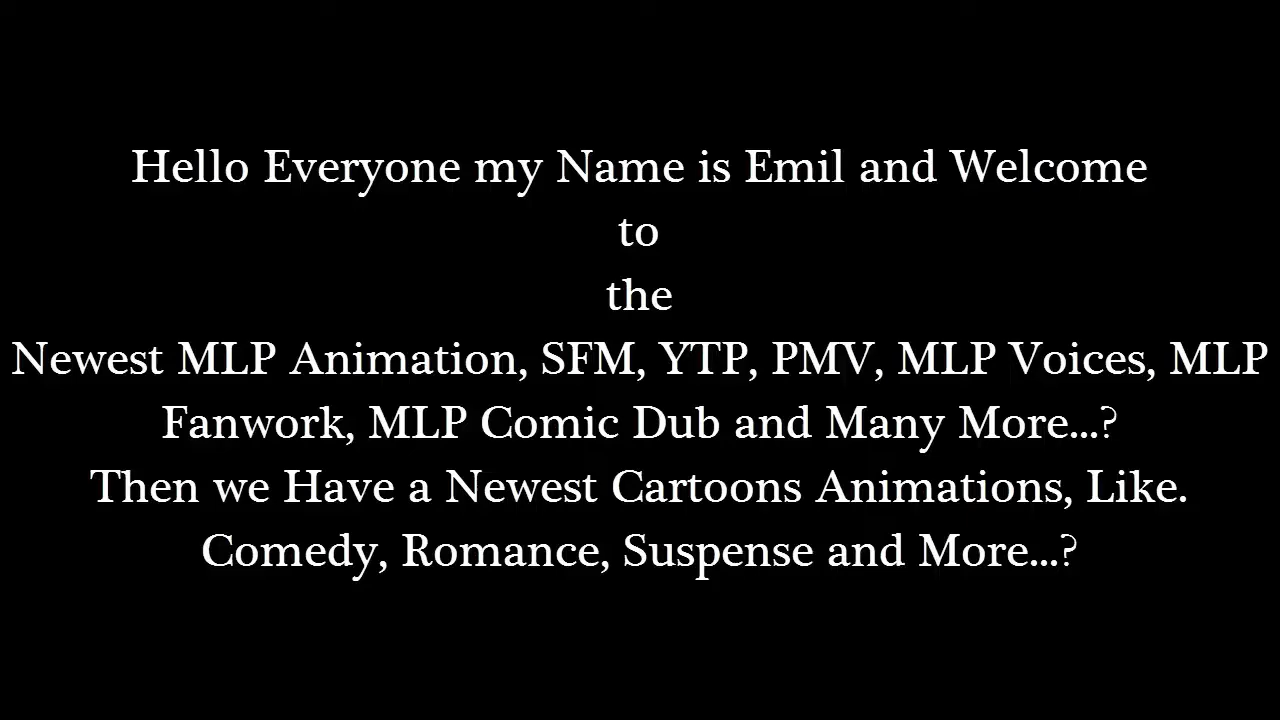 Hello Everyone my Name is Emil and Welcome
to
the
Newest MLP Animation, SFM, YTP, PMV, MLP Voices, MLP
Fanwork, MLP Comic Dub and Many More...?
Then we Have a Newest Cartoons Animations, Like.
Comedy, Romance, Suspense and More...?